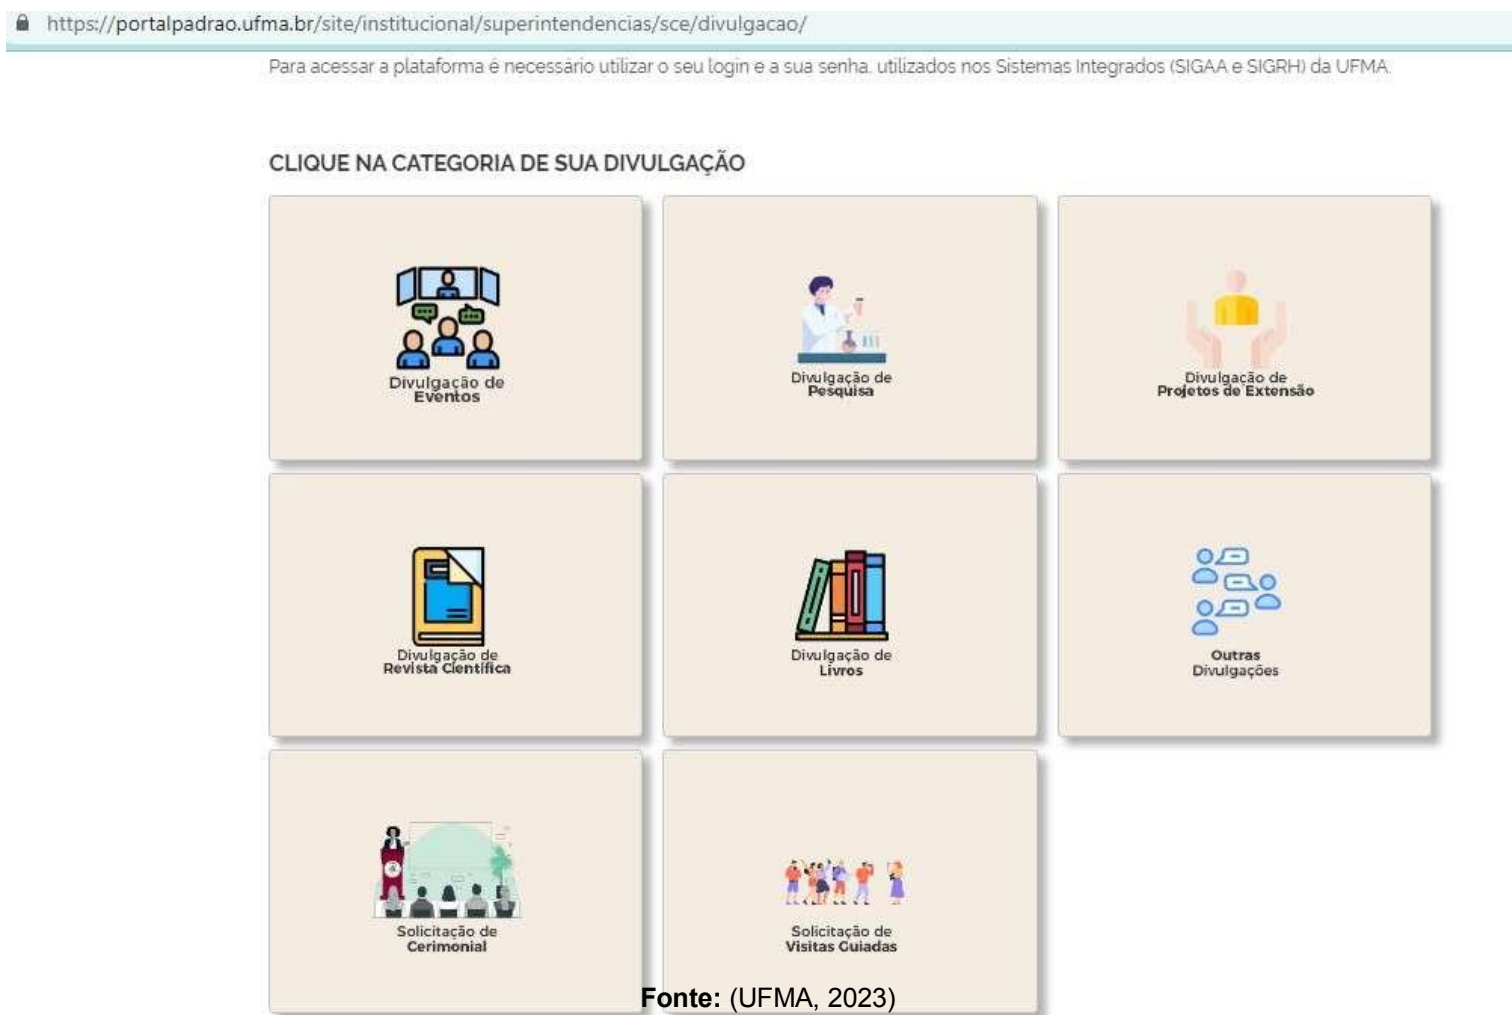 https://portalpadrao.ufma.br/site/institucional/superintendencias/sce/divulgacao/
Para acessar a plataforma é necessário utilizar o seu login e a sua senha, utilizados nos Sistemas Integrados (SIGAA e SIGRH) da UFMA.
CLIQUE NA CATEGORIA DE SUA DIVULGAÇÃO
Divulgação de
Eventos
Divulgação de
Pesquisa
Divulgação de
Projetos de Extensão
Divulgação de
Revista Científica
Divulgação de
Livros
Outras
Divulgações
Solicitação de
Cerimonial
Solicitação de
Visitas Guiadas
Fonte: (UFMA, 2023)